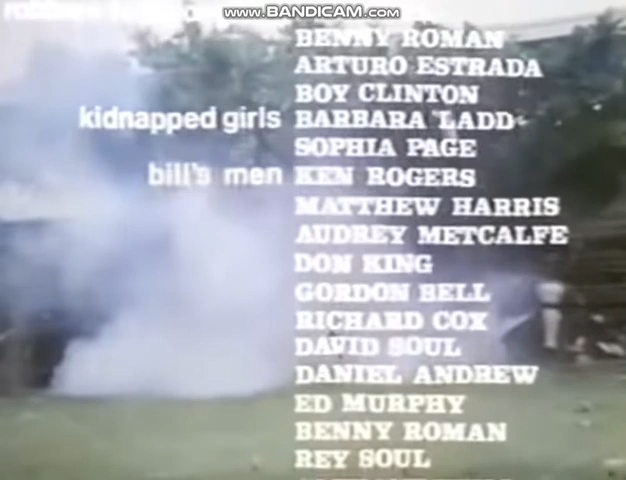 www.BANDICAM.com
BENNY ROMAN
ARTURO ESTRADA
BOY CLINTON
kidnapped girls BARBARA LADD
SOPHIA PAGE
bill's men KEN ROGERS
MATTHEW HARRIS
AUDREY METCALFE
DON KING
GORDON BELL
RICHARD COX
DAVID SOUL
DANIEL ANDREW
ED MURPHY
BENNY ROMAN
REY SOUL